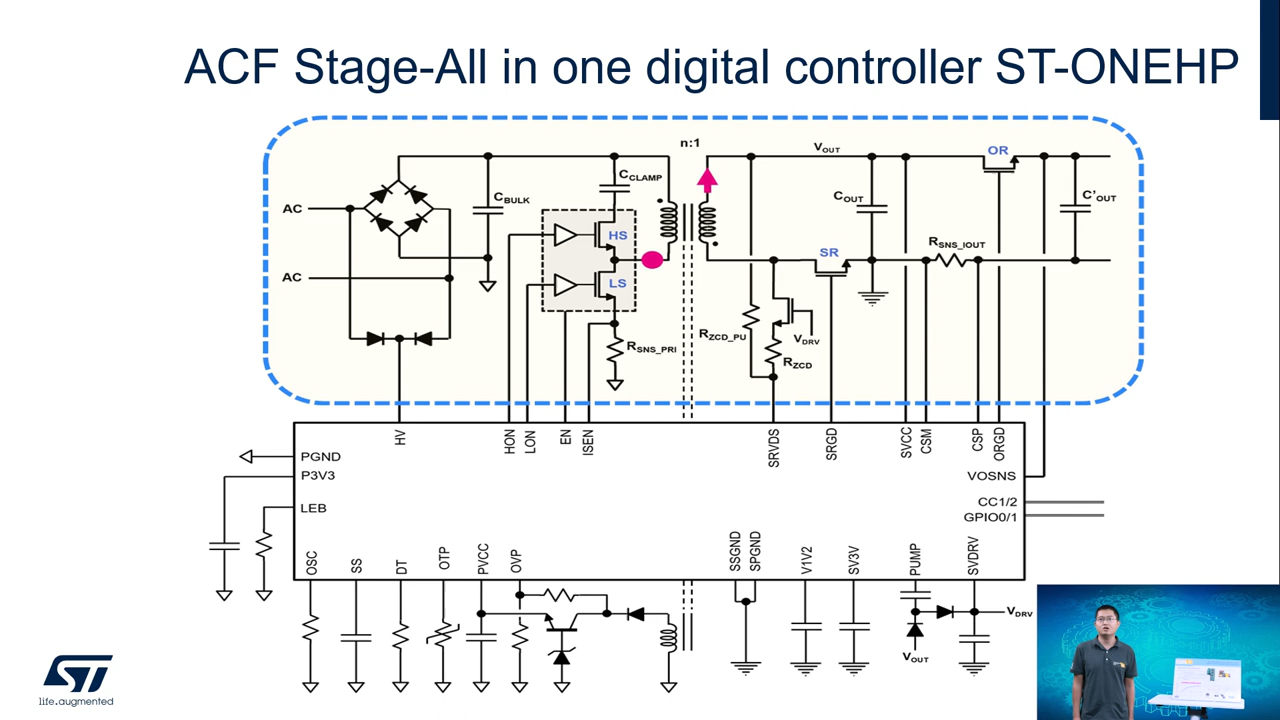 ACF Stage-All in one digital controller ST-ONEHP
n:1
VOUT
OR
CCLAMP
CBULK
COUT
C'OUT
AC
HS
SR
RSNS_IOUT
AC
LS
RZCD_PU
VDRV
RSNS_PRI
RZCD
HV
HON
LON
EN
ISEN
SRVDS
SRGD
SVCC
CSM
CSP
ORGD
PGND
P3V3
LEB
VOSNS
CC1/2
GPIO0/1
OSC
SS
DT
OTP
PVCC
OVP
SSGND
SPGND
V1V2
SV3V
PUMP
SVDRV
VDRV
VOUT
ST
life.augmented